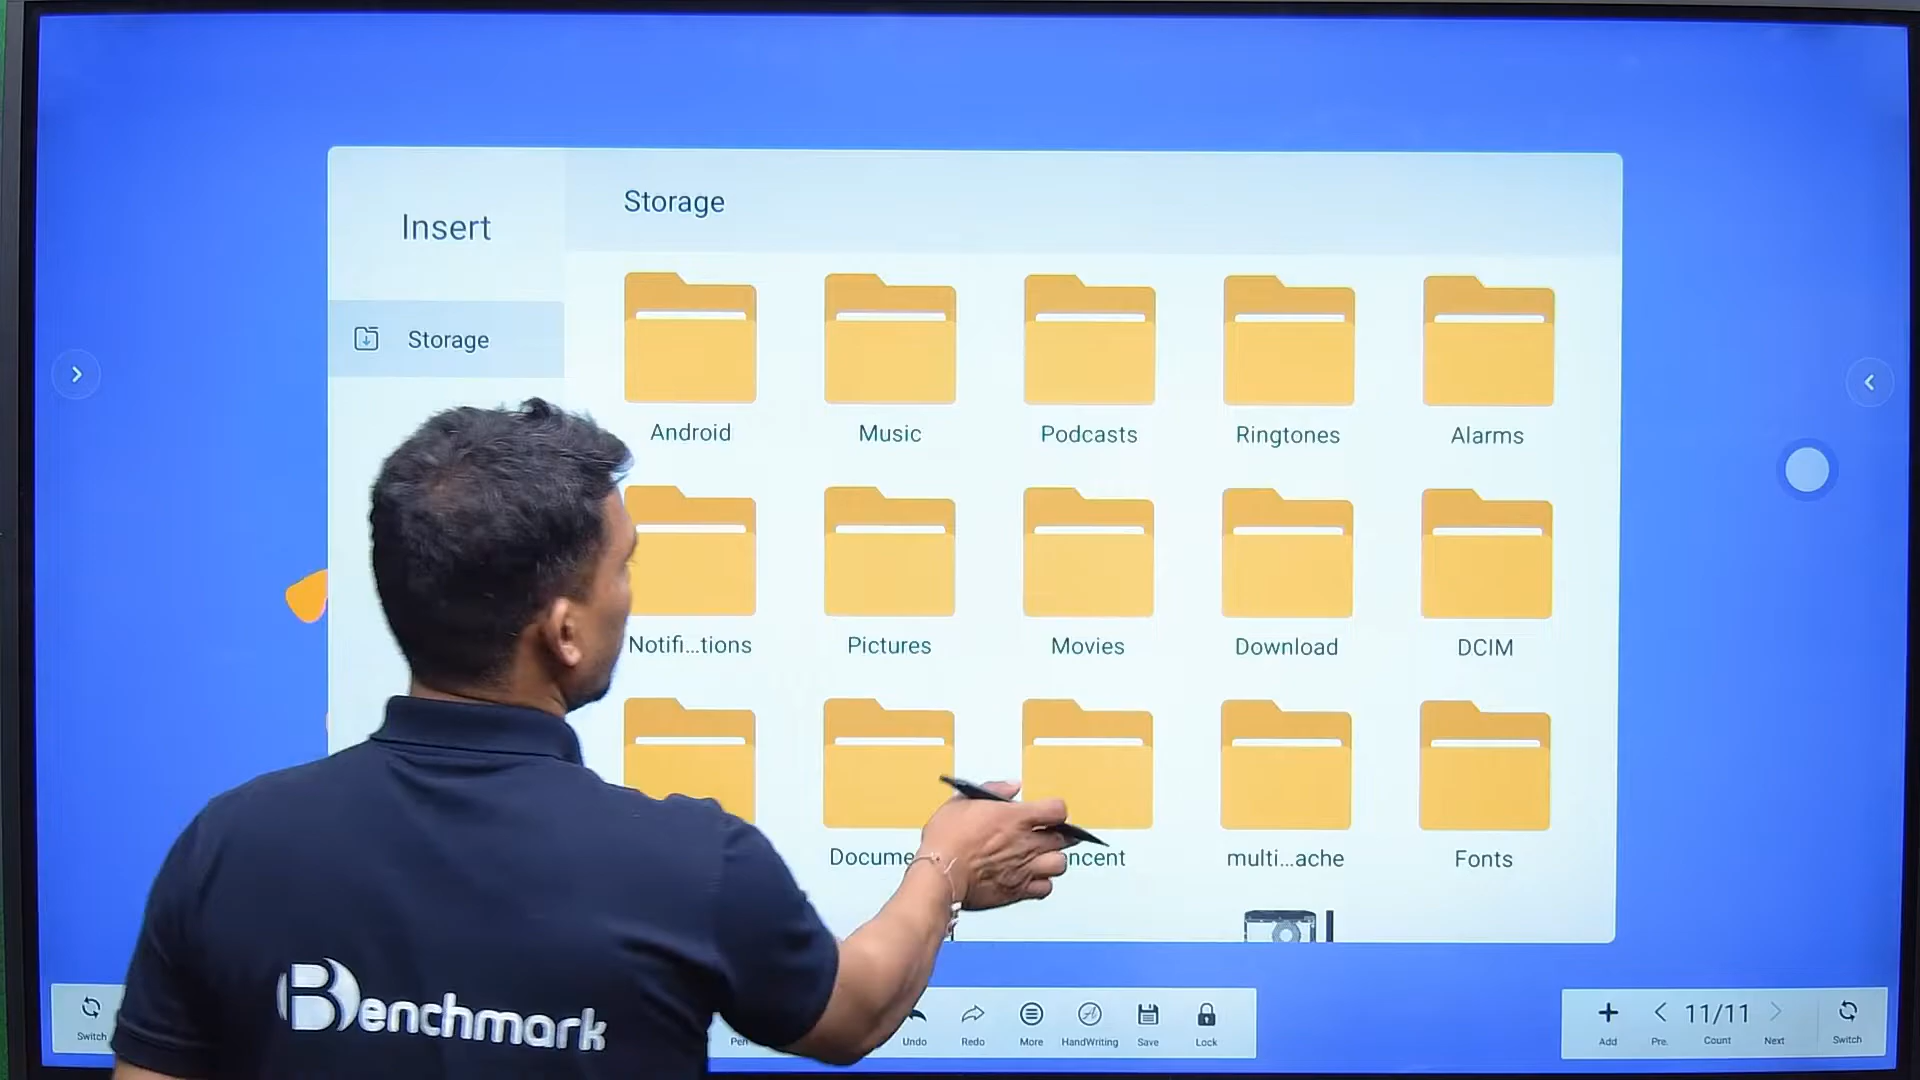 Insert
Storage
Storage
Android
Music
Podcasts
Ringtones
Alarms
Notifi...tions
Pictures
Movies
Download
DCIM
Docume
ncent
multi...ache
Fonts
Benchmark
Switch
Pen
Undo
Redo
More
HandWriting
Save
Lock
Add
Pre.
11/11
Count
Next
Switch